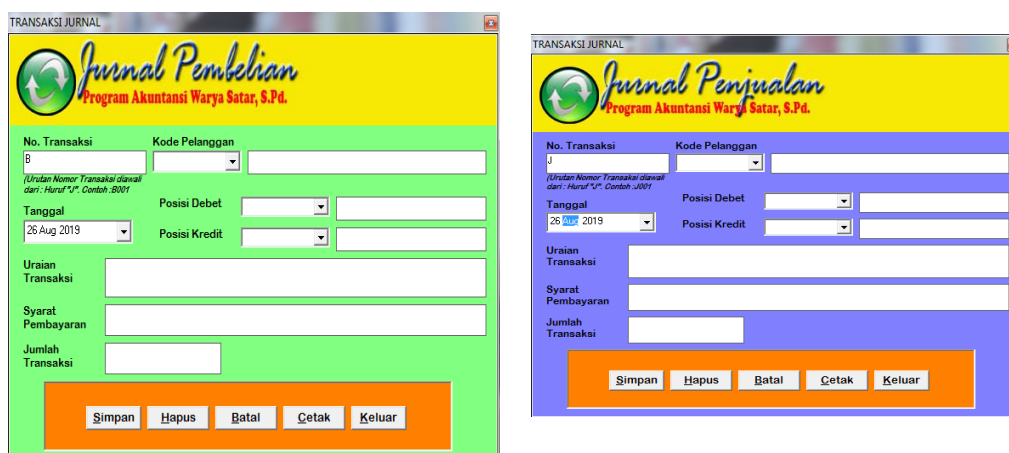 TRANSAKSI JURNAL
Jurnal Pembelian
Program Akuntansi Warya Satar, S.Pd.
No. Transaksi Kode Pelanggan
B
(Urutan Nomor Transaksi diawali
dari : Huruf "J". Contoh :B001
Posisi Debet
Tanggal
26 Aug 2019
Posisi Kredit
Uraian
Transaksi
Syarat
Pembayaran
Jumlah
Transaksi
Simpan Hapus Batal Cetak Keluar
TRANSAKSI JURNAL
Jurnal Penjualan
Program Akuntansi Warya Satar, S.Pd.
No. Transaksi Kode Pelanggan
J
(Urutan Nomor Transaksi diawali
dari : Huruf "J". Contoh :J001
Posisi Debet
Tanggal
26 Aug 2019
Posisi Kredit
Uraian
Transaksi
Syarat
Pembayaran
Jumlah
Transaksi
Simpan Hapus Batal Cetak Keluar